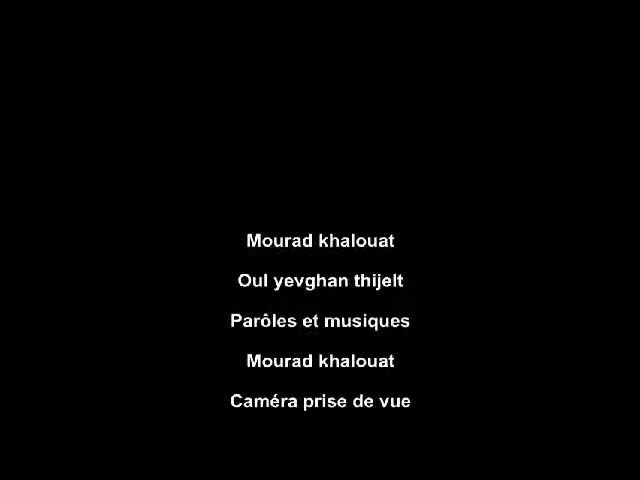 Mourad khalouat
Oul yevghan thijelt
Parôles et musiques
Mourad khalouat
Caméra prise de vue